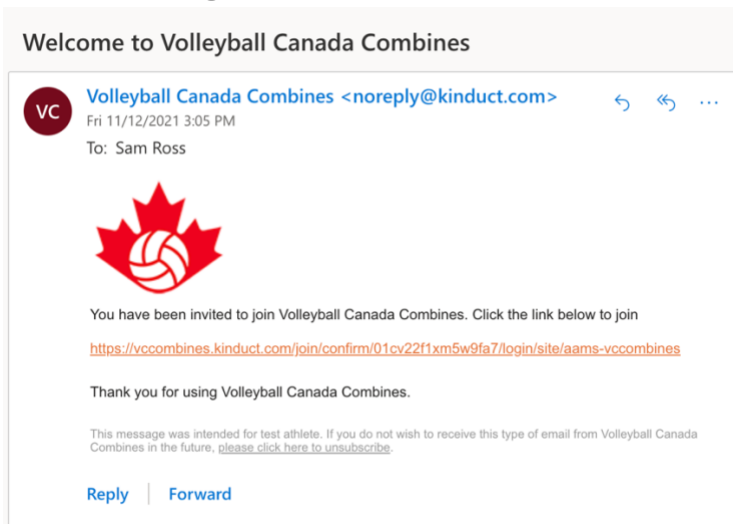 Welcome to Volleyball Canada Combines
VC
Volleyball Canada Combines <noreply@kinduct.com>
Fri 11/12/2021 3:05 PM
To: Sam Ross
You have been invited to join Volleyball Canada Combines. Click the link below to join
https://vccombines.kinduct.com/join/confirm/01cv22f1xm5w9fa7/login/site/aams-vccombines
Thank you for using Volleyball Canada Combines.
This message was intended for test athlete. If you do not wish to receive this type of email from Volleyball Canada
Combines in the future, please click here to unsubscribe.
Reply | Forward